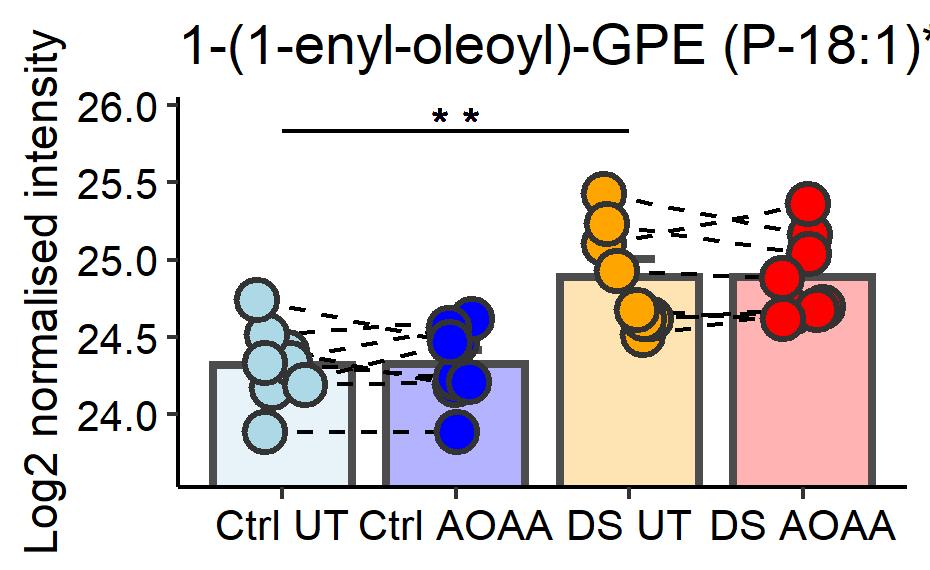 1-(1-enyl-oleoyl)-GPE (P-18:1)*
Log2 normalised intensity
26.0
25.5
25.0
24.5
24.0
* *
Ctrl UT Ctrl AOAA DS UT DS AOAA